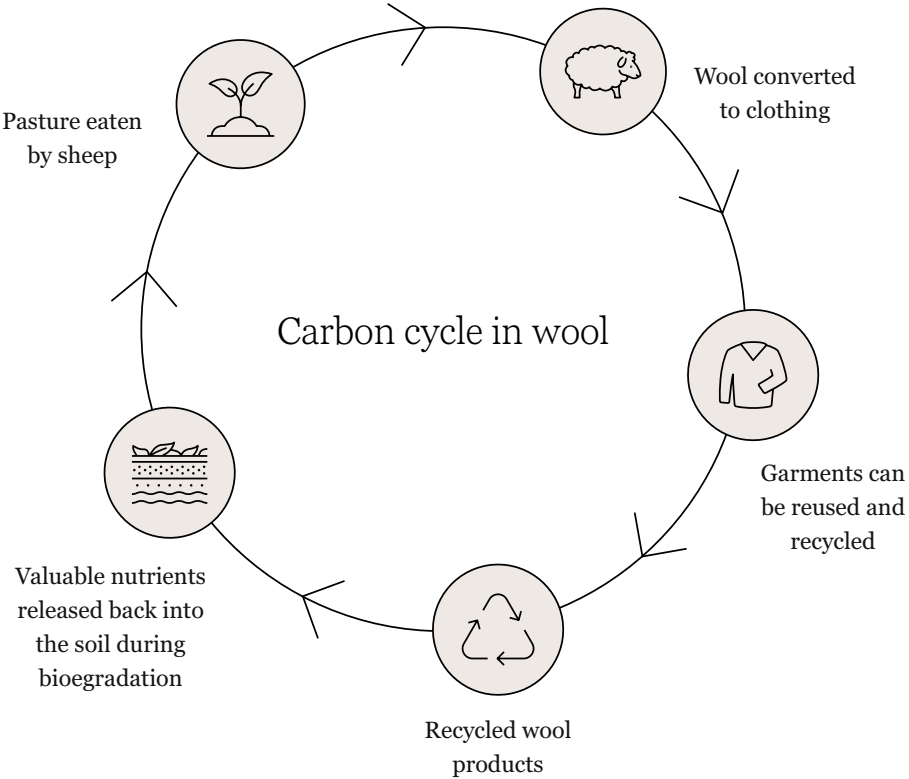 Wool converted
to clothing
Pasture eaten
by sheep
Carbon cycle in wool
Garments can
be reused and
recycled
Valuable nutrients
released back into
the soil during
bioegradation
Recycled wool
products